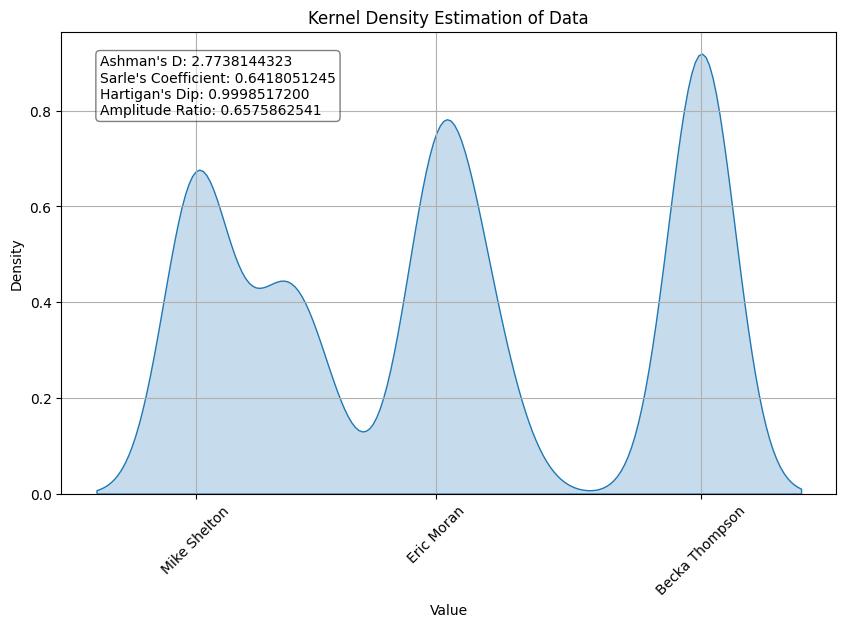 Kernel Density Estimation of Data
Ashman's D: 2.7738144323
Sarle's Coefficient: 0.6418051245
Hartigan's Dip: 0.9998517200
Amplitude Ratio: 0.6575862541
Density
0.8
0.6
0.4
0.2
0.0
Mike Shelton
Eric Moran
Becka Thompson
Value